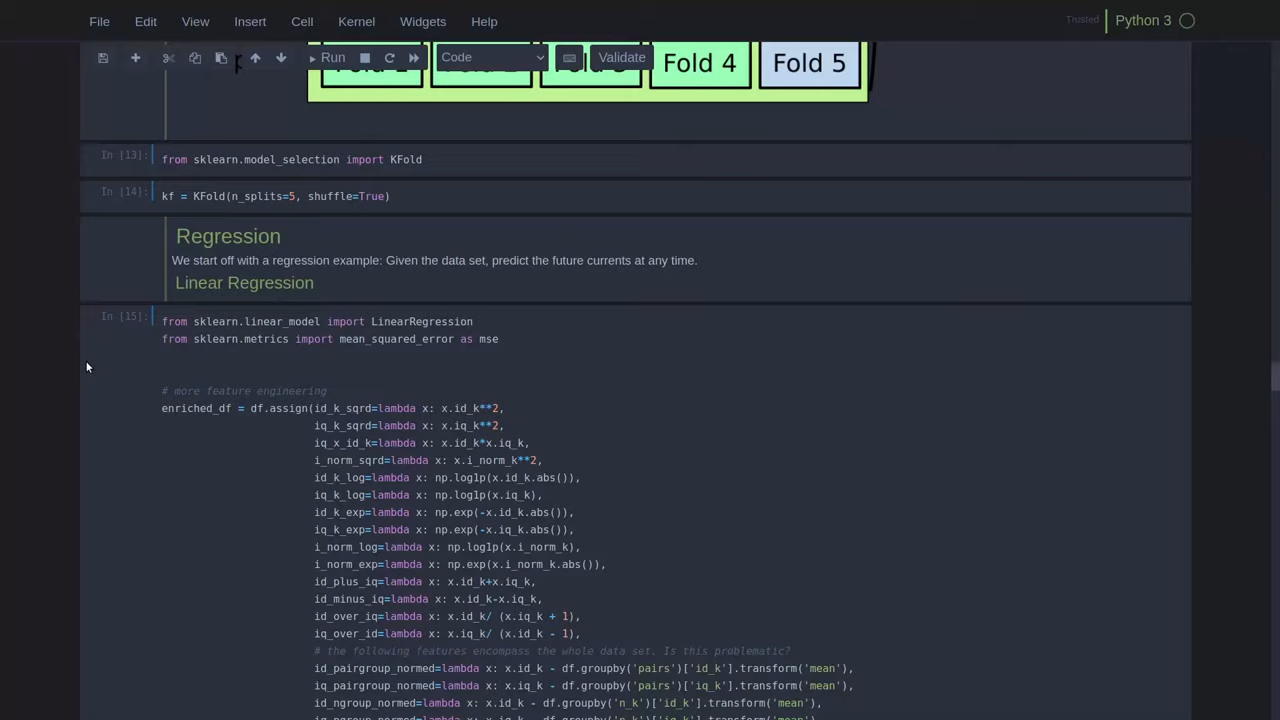 File Edit View Insert Cell Kernel Widgets Help Trusted Python 3
Run Code Validate
Fold 1 Fold 2 Fold 3 Fold 4 Fold 5
In [13]: from sklearn.model_selection import KFold
In [14]: kf = KFold(n_splits=5, shuffle=True)
Regression
We start off with a regression example: Given the data set, predict the future currents at any time.
Linear Regression
In [15]: from sklearn.linear_model import LinearRegression
from sklearn.metrics import mean_squared_error as mse
# more feature engineering
enriched_df = df.assign(id_k_sqrd=lambda x: x.id_k**2,
iq_k_sqrd=lambda x: x.iq_k**2,
iq_x_id_k=lambda x: x.id_k*x.iq_k,
i_norm_sqrd=lambda x: x.i_norm_k**2,
id_k_log=lambda x: np.log1p(x.id_k.abs()),
iq_k_log=lambda x: np.log1p(x.iq_k),
id_k_exp=lambda x: np.exp(-x.id_k.abs()),
iq_k_exp=lambda x: np.exp(-x.iq_k.abs()),
i_norm_log=lambda x: np.log1p(x.i_norm_k),
i_norm_exp=lambda x: np.exp(x.i_norm_k.abs()),
id_plus_iq=lambda x: x.id_k+x.iq_k,
id_minus_iq=lambda x: x.id_k-x.iq_k,
id_over_iq=lambda x: x.id_k/ (x.iq_k + 1),
iq_over_id=lambda x: x.iq_k/ (x.id_k - 1),
# the following features encompass the whole data set. Is this problematic?
id_pairgroup_normed=lambda x: x.id_k - df.groupby('pairs')['id_k'].transform('mean'),
iq_pairgroup_normed=lambda x: x.iq_k - df.groupby('pairs')['iq_k'].transform('mean'),
id_ngroup_normed=lambda x: x.id_k - df.groupby('n_k')['id_k'].transform('mean'),